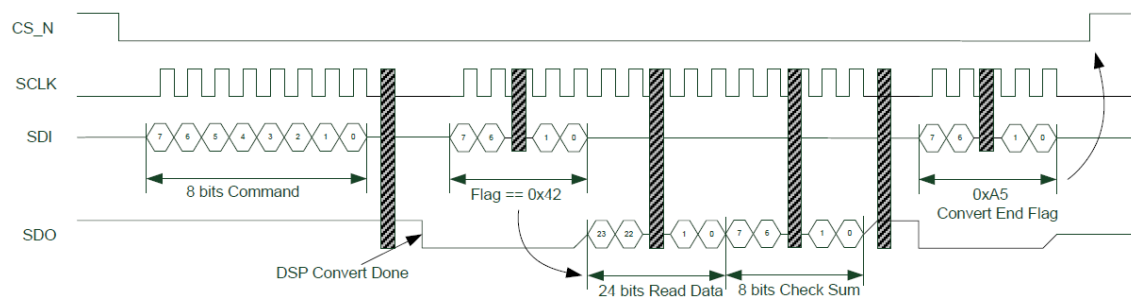 CS_N
SCLK
SDI
7 6 5 4 3 2 1 0 7 6 1 0 7 6 1 0
8 bits Command
Flag == 0x42
0xA5
Convert End Flag
SDO
23 22 1 0 7 6 1 0
DSP Convert Done
24 bits Read Data
8 bits Check Sum